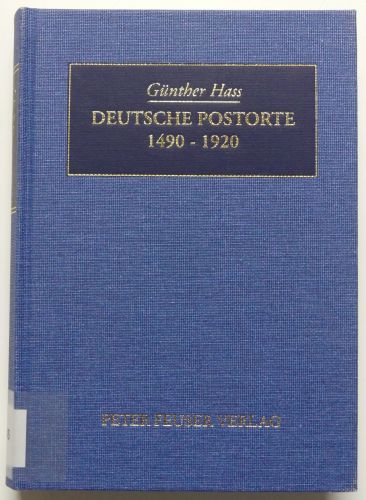 Günther Hass
DEUTSCHE POSTORTE
1490 - 1920
PETER FEUSER VERLAG